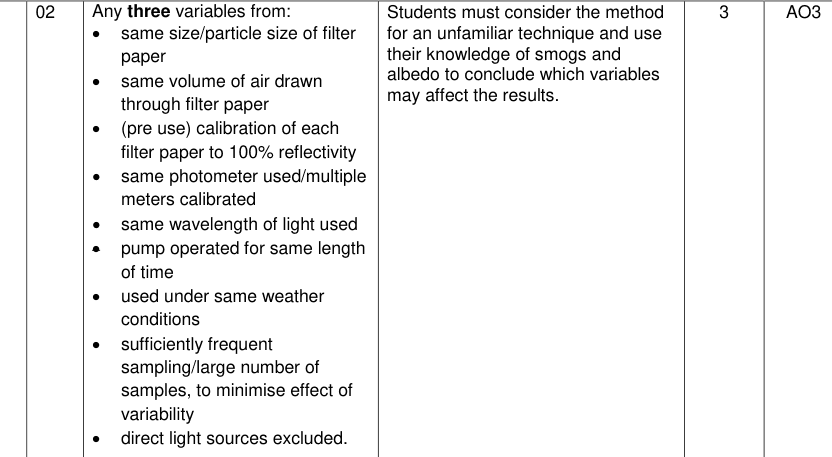 02
Any three variables from:
• same size/particle size of filter
paper
• same volume of air drawn
through filter paper
• (pre use) calibration of each
filter paper to 100% reflectivity
• same photometer used/multiple
meters calibrated
• same wavelength of light used
• pump operated for same length
of time
• used under same weather
conditions
• sufficiently frequent
sampling/large number of
samples, to minimise effect of
variability
• direct light sources excluded.
Students must consider the method
for an unfamiliar technique and use
their knowledge of smogs and
albedo to conclude which variables
may affect the results.
3
AO3